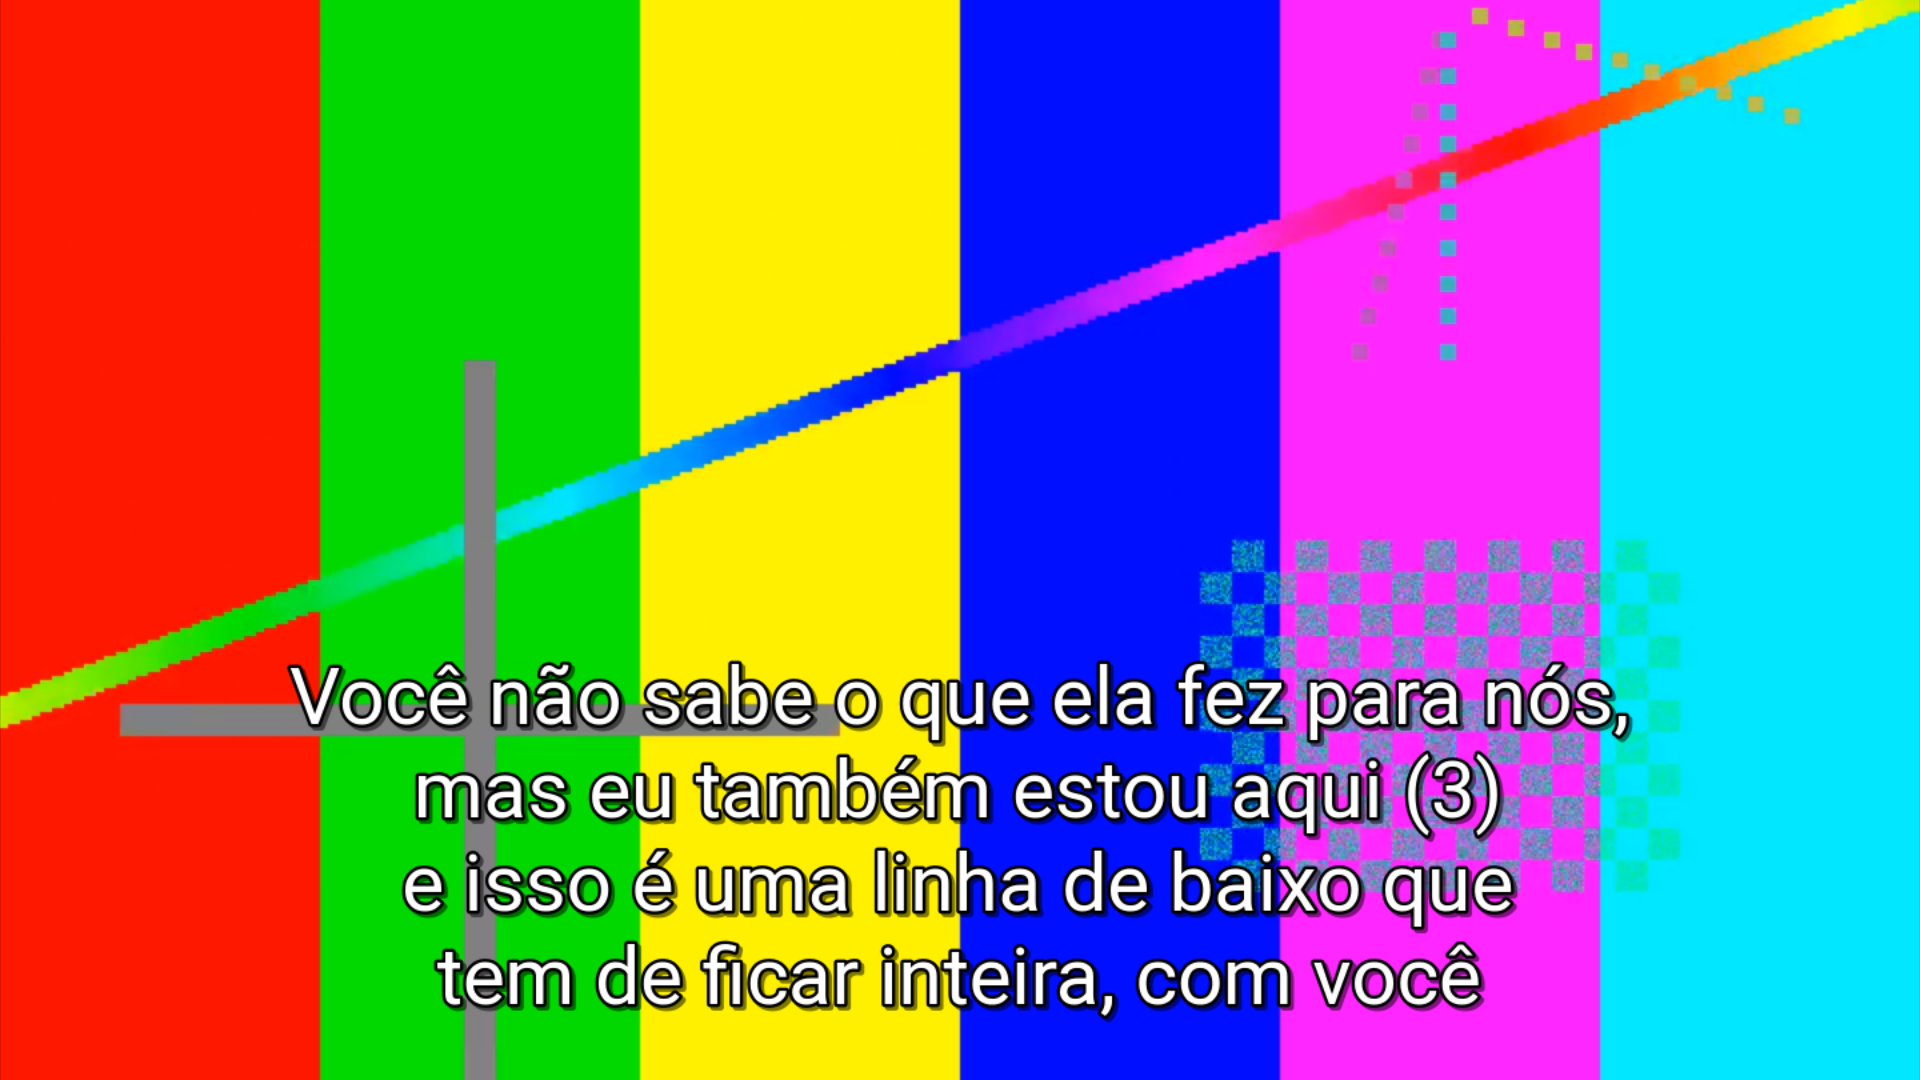 Você não sabe o que ela fez para nós,
mas eu também estou aqui (3)
e isso é uma linha de baixo que
tem de ficar inteira, com você